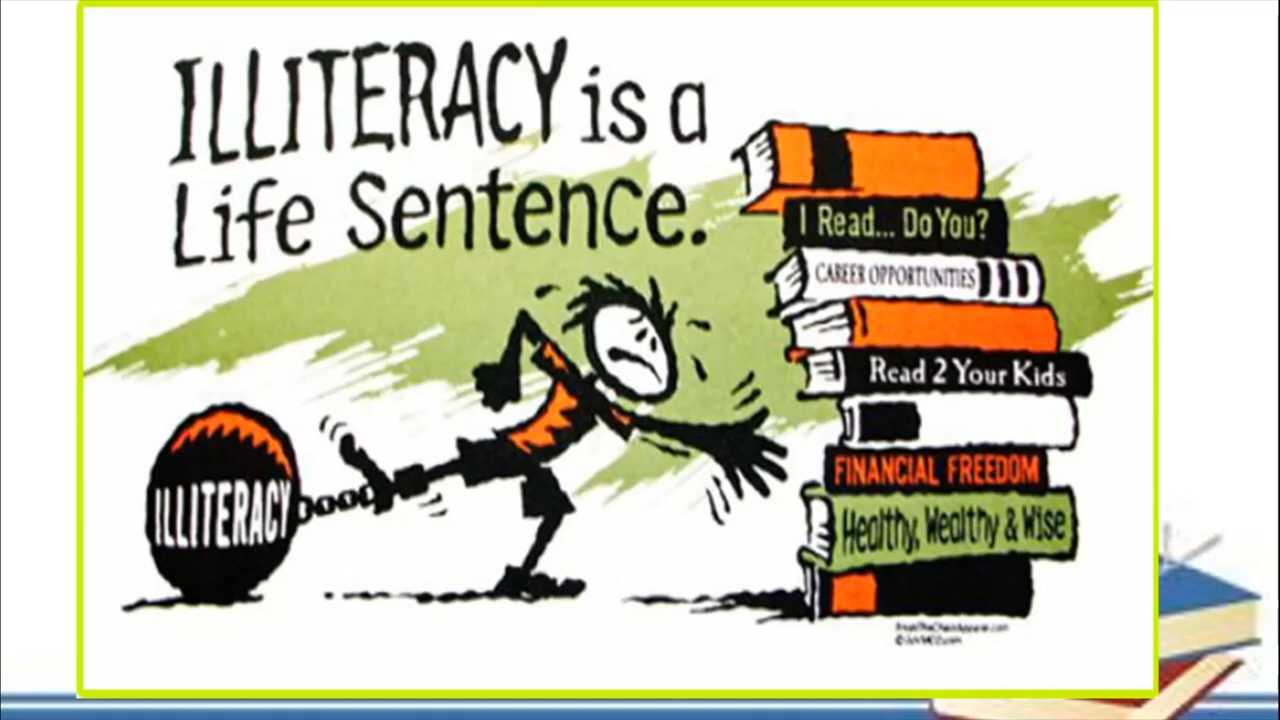 ILLITERACY is a
Life Sentence.
I Read... Do You?
CAREER OPPORTUNITIES
Read 2 Your Kids
FINANCIAL FREEDOM
Healthy, Wealthy & Wise
ILLITERACY